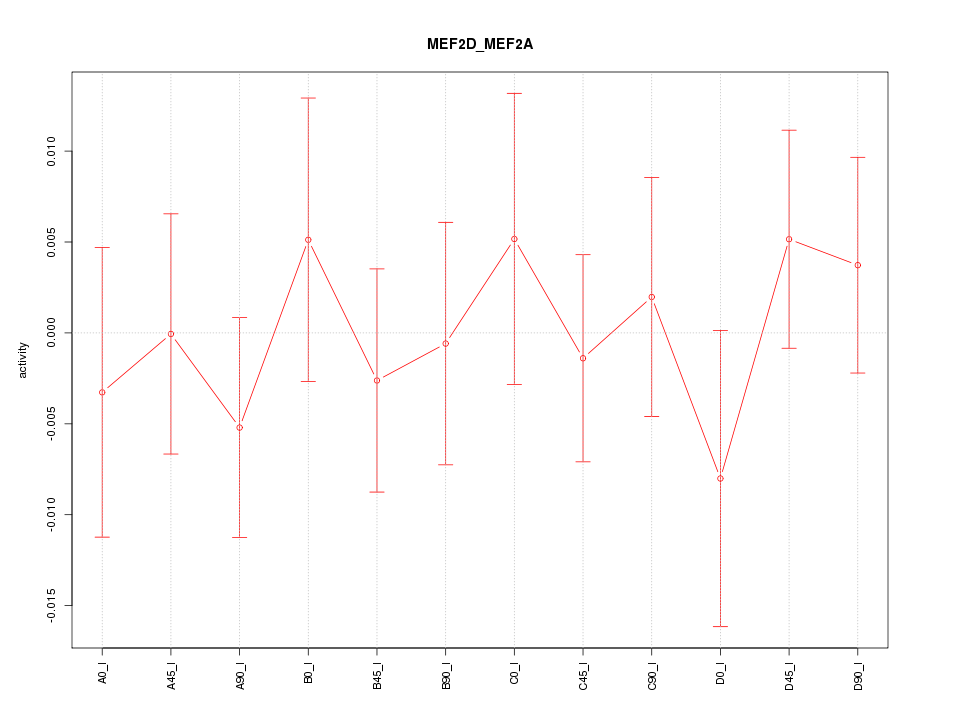 MEF2D_MEF2A
activity
0.010
0.005
0.000
-0.005
-0.010
-0.015
A0_I
A45_I
A90_I
B0_I
B45_I
B90_I
C0_I
C45_I
C90_I
D0_I
D45_I
D90_I